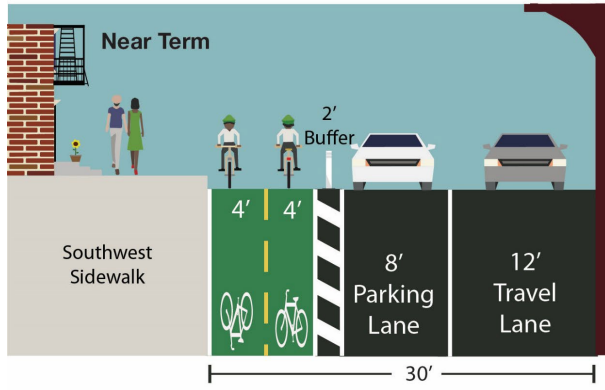 Near Term
2’
Buffer
4’ 4’
Southwest
Sidewalk
8’
Parking
Lane
12’
Travel
Lane
30’